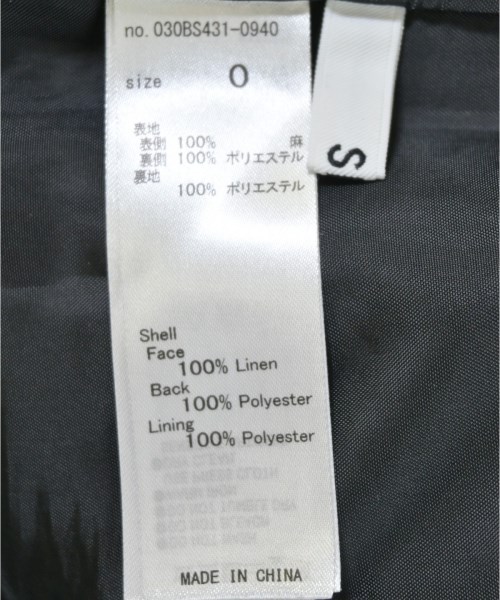 no. 030BS431-0940
size 0
表地
表側 100% 麻
裏側 100% ポリエステル
裏地
100% ポリエステル
Shell
Face
100% Linen
Back
100% Polyester
Lining
100% Polyester
MADE IN CHINA
S